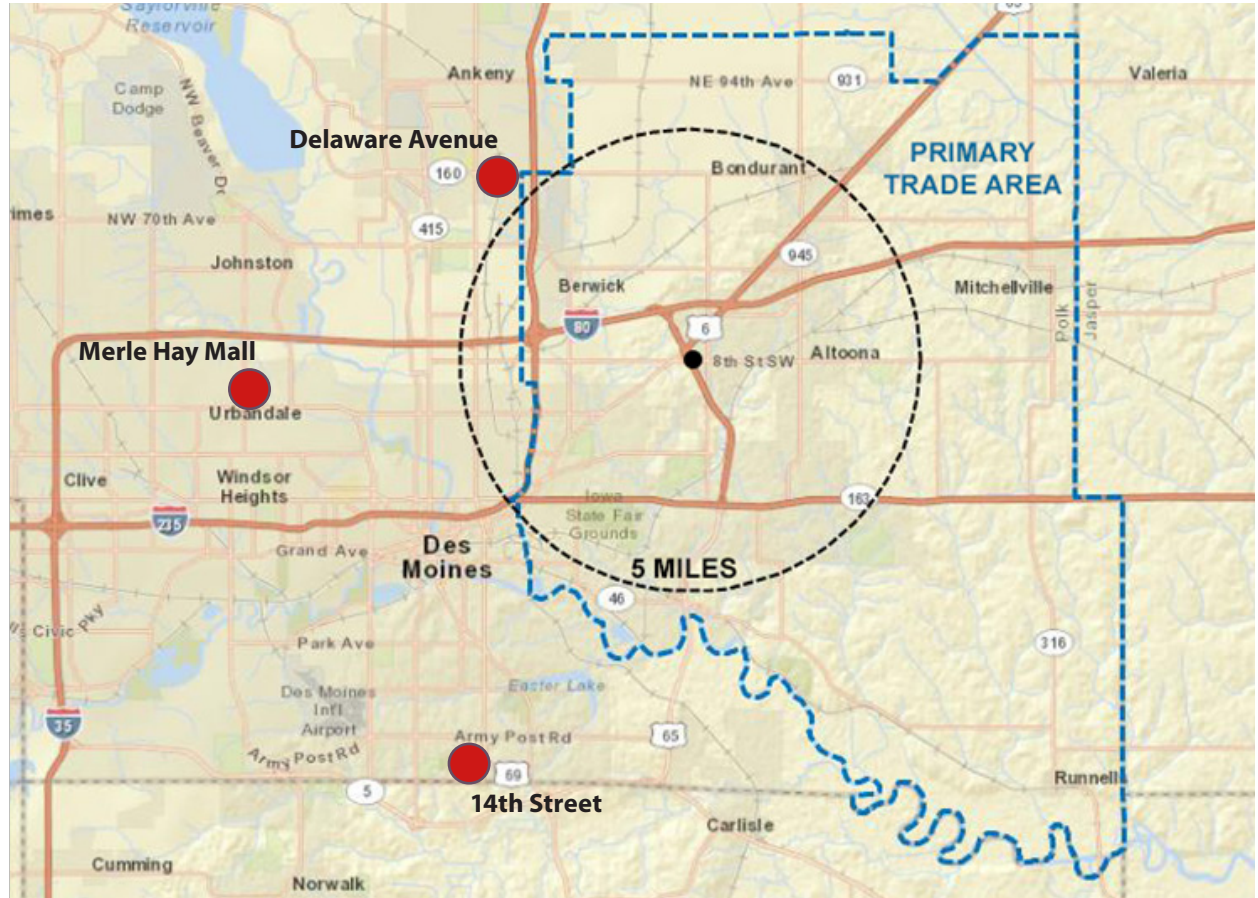 Saylorville
Reservoir
65
Ankeny
NE 94th Ave
931
Valeria
Camp
Dodge
NW Beaver Dr
Delaware Avenue
160
Bondurant
PRIMARY
TRADE AREA
NW 70th Ave
415
Johnston
945
Berwick
Mitchellville
Polk
Jasper
80
6
Merle Hay Mall
8th St SW
Altoona
Urbandale
Clive
Windsor
Heights
163
Iowa
State Fair
Grounds
235
Grand Ave
Des
Moines
5 MILES
46
Civic Pky
Park Ave
316
Des Moines
Int'l
Airport
Easter Lake
35
Army Post Rd
Army Post Rd
65
69
Runnell
5
14th Street
Carlisle
Cumming
Norwalk